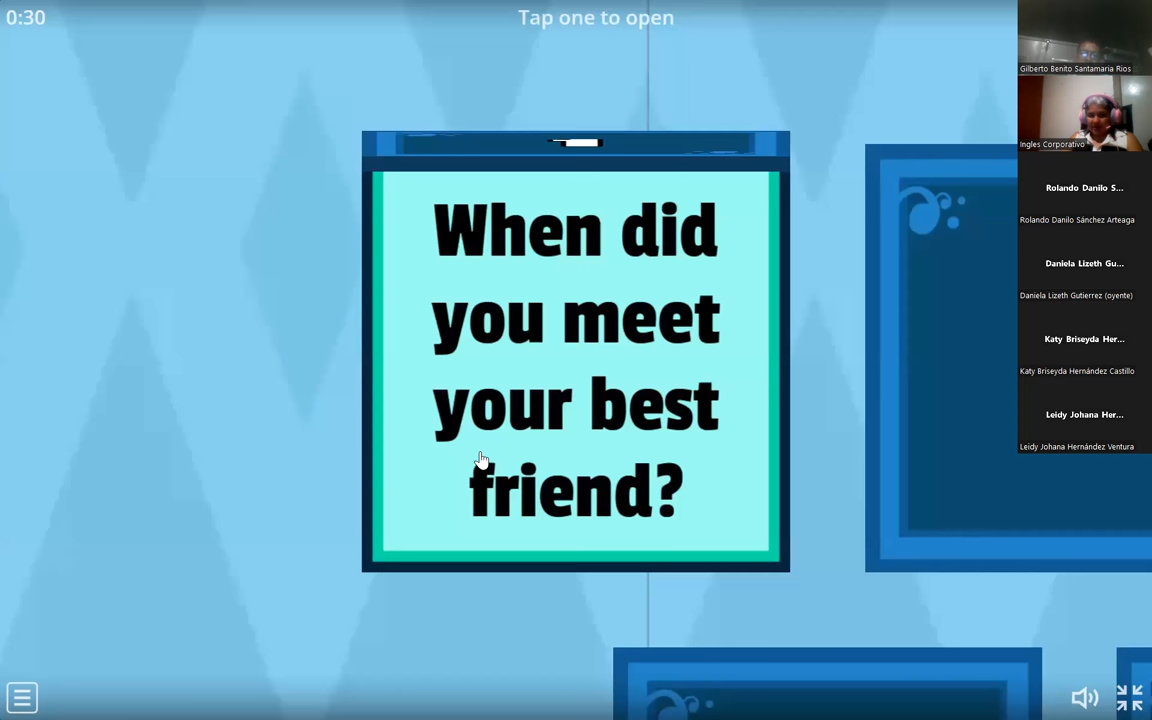 0:30
Tap one to open
When did
you meet
your best
friend?
Gilberto Benito Santamaria Rios
Ingles Corporativo
Rolando Danilo S...
Rolando Danilo Sánchez Arteaga
Daniela Lizeth Gu...
Daniela Lizeth Gutierrez (oyente)
Katy Briseyda Her...
Katy Briseyda Hernández Castillo
Leidy Johana Her...
Leidy Johana Hernández Ventura